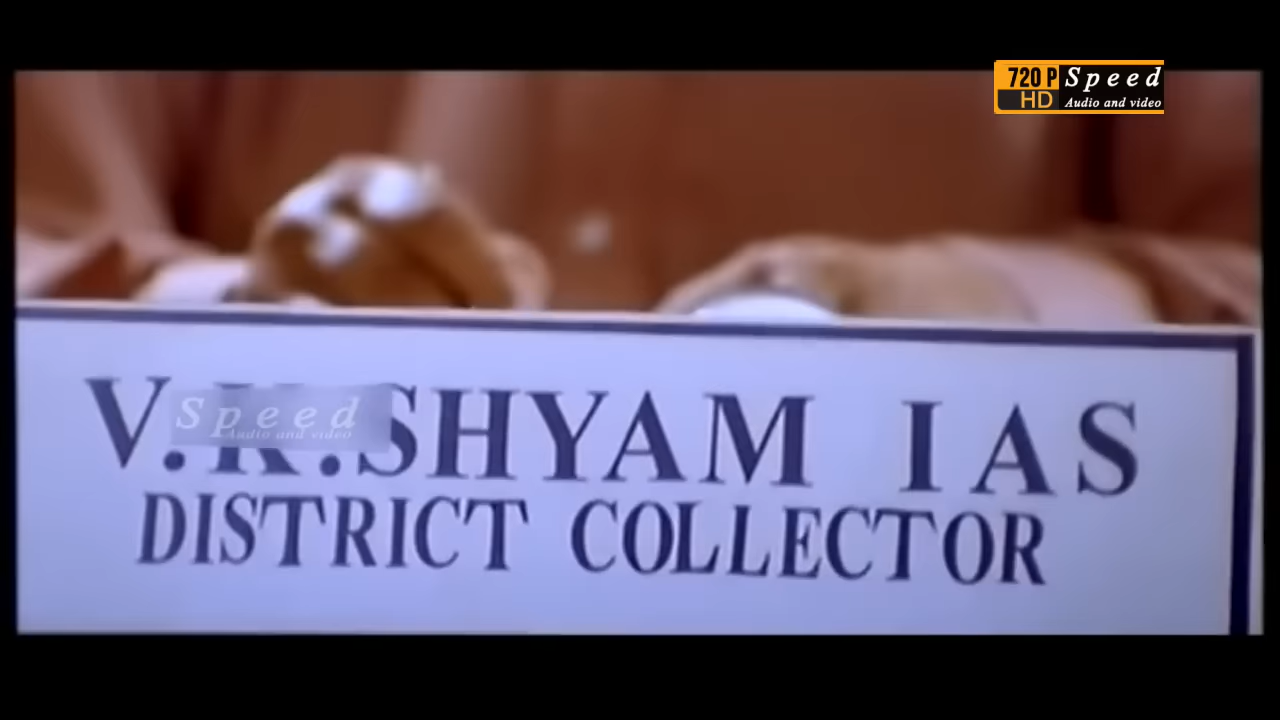 720 P Speed
HD Audio and video
V.K.SHYAM IAS
Speed
Audio and video
DISTRICT COLLECTOR